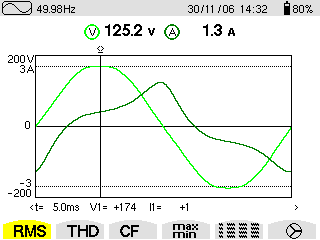 49.98Hz 30/11/06 14:32 80%
V 125.2 V A 1.3 A
200V
3A
0
-3
-200
<t= 5.0ms V1= +174 I1= +1 >
RMS THD CF max min